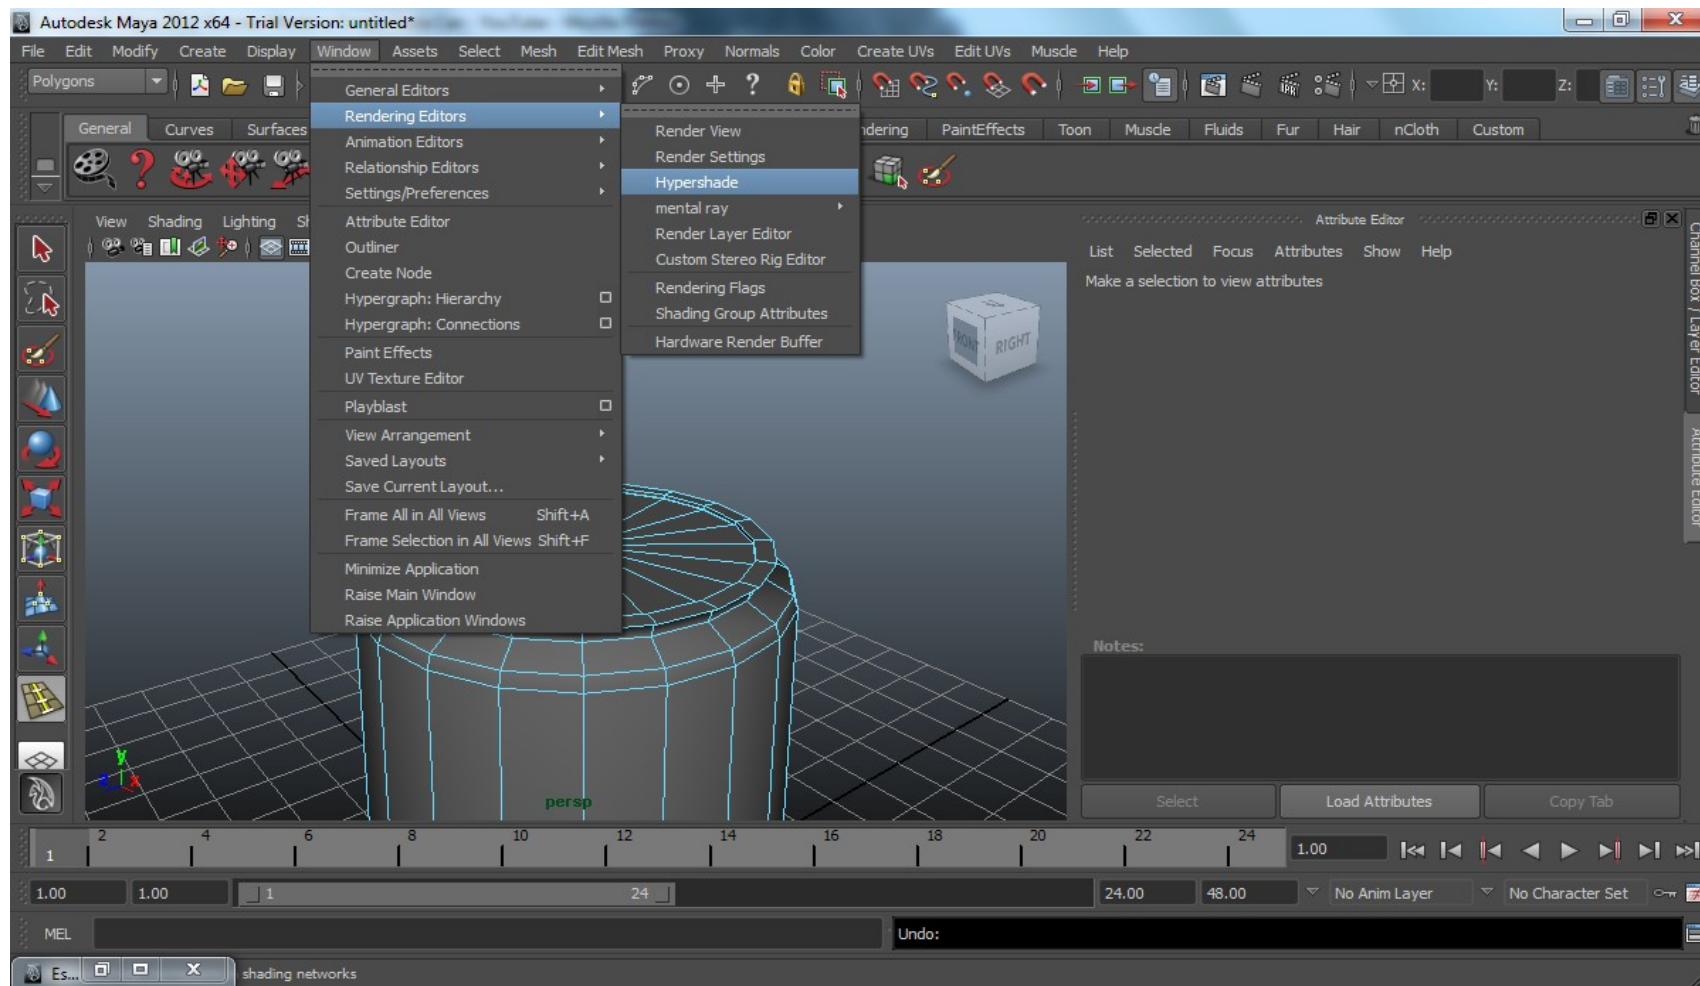 Autodesk Maya 2012 x64 - Trial Version: untitled*
File Edit Modify Create Display Window Assets Select Mesh Edit Mesh Proxy Normals Color Create UVs Edit UVs Muscle Help
Polygons X: Y: Z:
General Curves Surfaces PaintEffects Toon Muscle Fluids Fur Hair nCloth Custom
View Shading Lighting
General Editors
Rendering Editors
Animation Editors
Relationship Editors
Settings/Preferences
Attribute Editor
Outliner
Create Node
Hypergraph: Hierarchy
Hypergraph: Connections
Paint Effects
UV Texture Editor
Playblast
View Arrangement
Saved Layouts
Save Current Layout...
Frame All in All Views Shift+A
Frame Selection in All Views Shift+F
Minimize Application
Raise Main Window
Raise Application Windows
Render View
Render Settings
Hypershade
mental ray
Render Layer Editor
Custom Stereo Rig Editor
Rendering Flags
Shading Group Attributes
Hardware Render Buffer
FRONT RIGHT
persp
y
x
Attribute Editor
List Selected Focus Attributes Show Help
Make a selection to view attributes
Notes:
Select Load Attributes Copy Tab
Channel Box / Layer Editor
Attribute Editor
2 4 6 8 10 12 14 16 18 20 22 24
1 1.00
1.00 1.00 1 24 24.00 48.00 No Anim Layer No Character Set
MEL Undo:
Es... shading networks